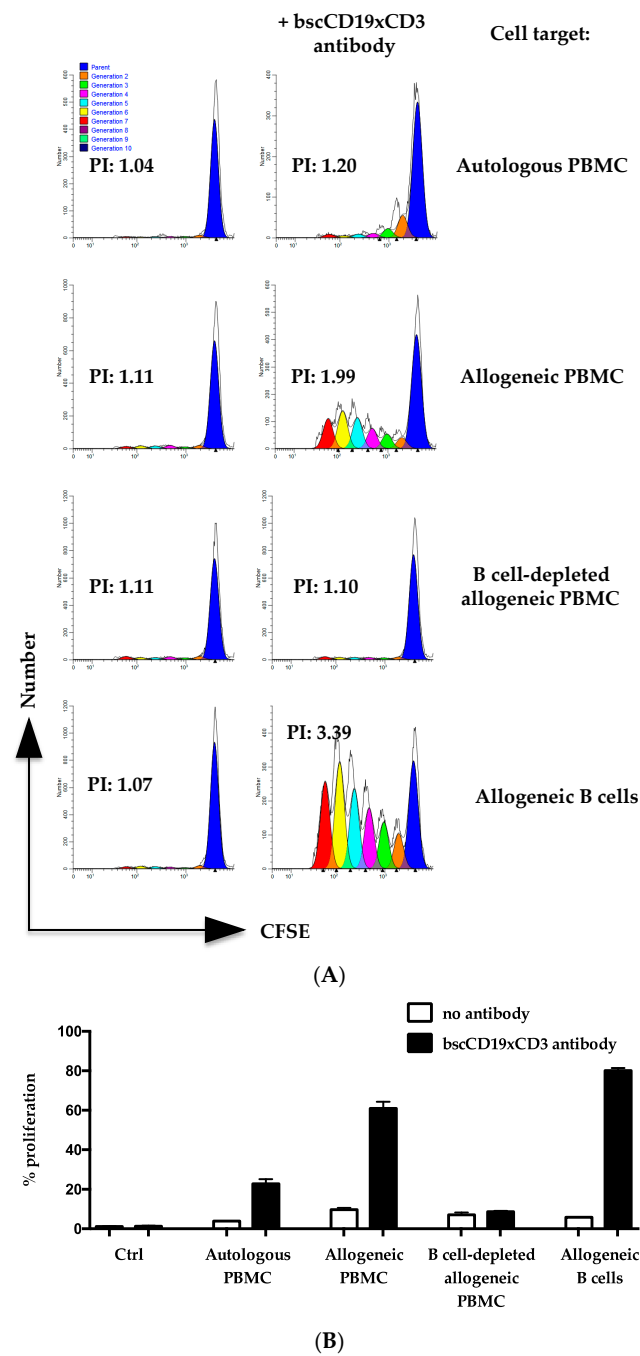 + bscCD19xCD3
antibody
Cell target:
Parent
Generation 2
Generation 3
Generation 4
Generation 5
Generation 6
Generation 7
Generation 8
Generation 9
Generation 10
PI: 1.04
PI: 1.20
Autologous PBMC
PI: 1.11
PI: 1.99
Allogeneic PBMC
PI: 1.11
PI: 1.10
B cell-depleted
allogeneic PBMC
PI: 1.07
PI: 3.39
Allogeneic B cells
Number
CFSE
(A)
no antibody
bscCD19xCD3 antibody
% proliferation
100
80
60
40
20
0
Ctrl
Autologous
PBMC
Allogeneic
PBMC
B cell-depleted
allogeneic
PBMC
Allogeneic
B cells
(B)